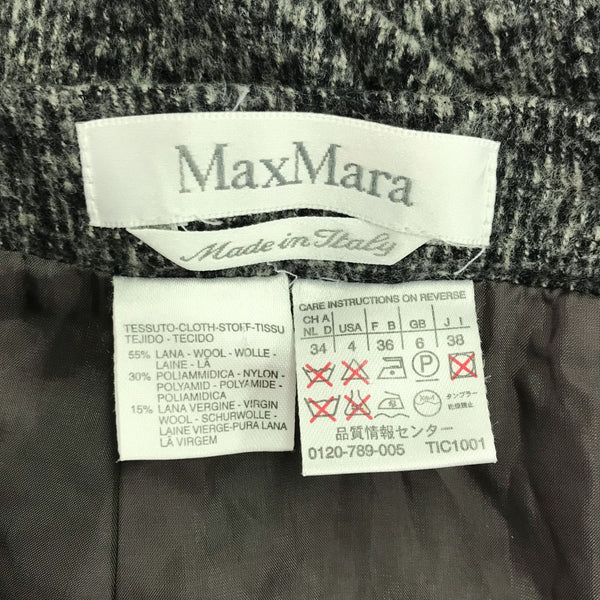 MaxMara
Made in Italy
TESSUTO-CLOTH-STOFF-TISSU
TEJIDO - TECIDO
55% LANA - WOOL - WOLLE -
LAINE - LÃ
30% POLIAMMIDICA - NYLON -
POLYAMID - POLYAMIDE -
POLIAMIDICA
15% LANA VERGINE - VIRGIN
WOOL - SCHURWOLLE -
LAINE VIERGE-PURA LANA
LÃ VIRGEM
CARE INSTRUCTIONS ON REVERSE
CH A USA F B GB J I
NL D
34 4 36 6 38
P
タンブラー
乾燥禁止
品質情報センター
0120-789-005 TIC1001